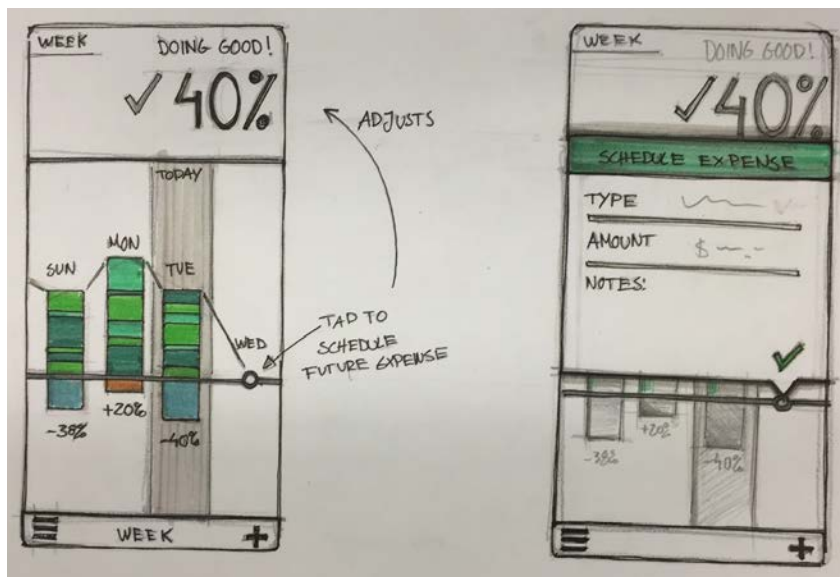 WEEK
DOING GOOD!
✓40%
TODAY
MON
SUN
TUE
WED
-38%
+20%
-40%
WEEK
+
ADJUSTS
TAP TO
SCHEDULE
FUTURE EXPENSE
WEEK
DOING GOOD!
✓40%
SCHEDULE EXPENSE
TYPE
AMOUNT
$
NOTES:
-38%
+20%
-40%
+